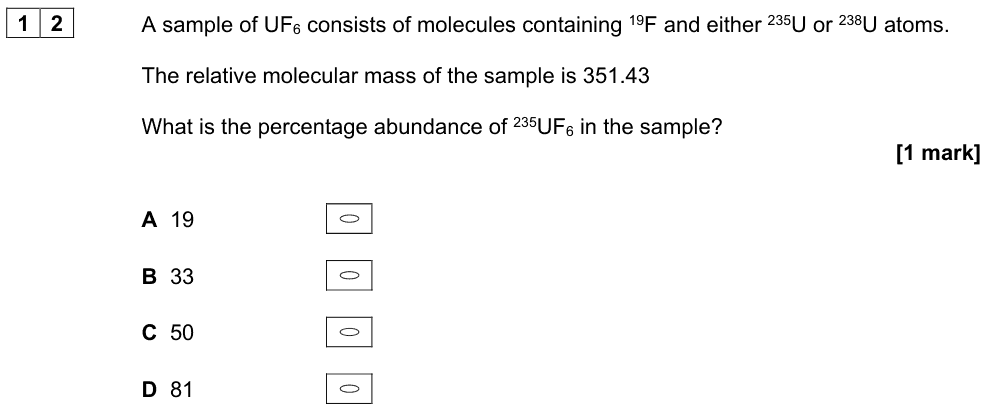 1 2 A sample of UF₆ consists of molecules containing ¹⁹F and either ²³⁵U or ²³⁸U atoms.
The relative molecular mass of the sample is 351.43
What is the percentage abundance of ²³⁵UF₆ in the sample?
[1 mark]
A 19
B 33
C 50
D 81